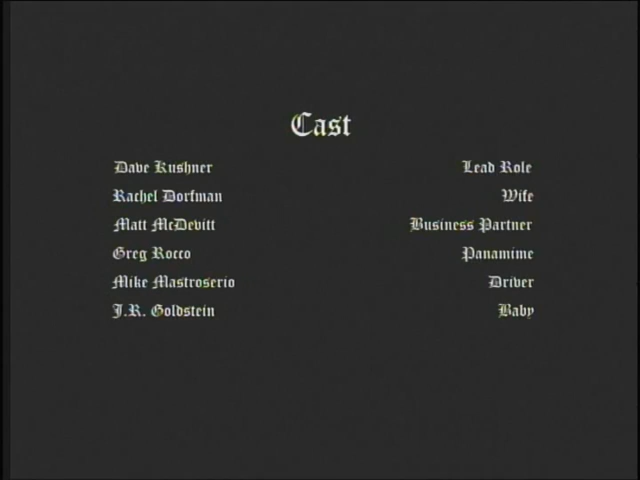 Cast
Dave Kushner Lead Role
Rachel Dorfman Wife
Matt McDevitt Business Partner
Greg Rocco Panamime
Mike Mastroserio Driver
J.R. Goldstein Baby